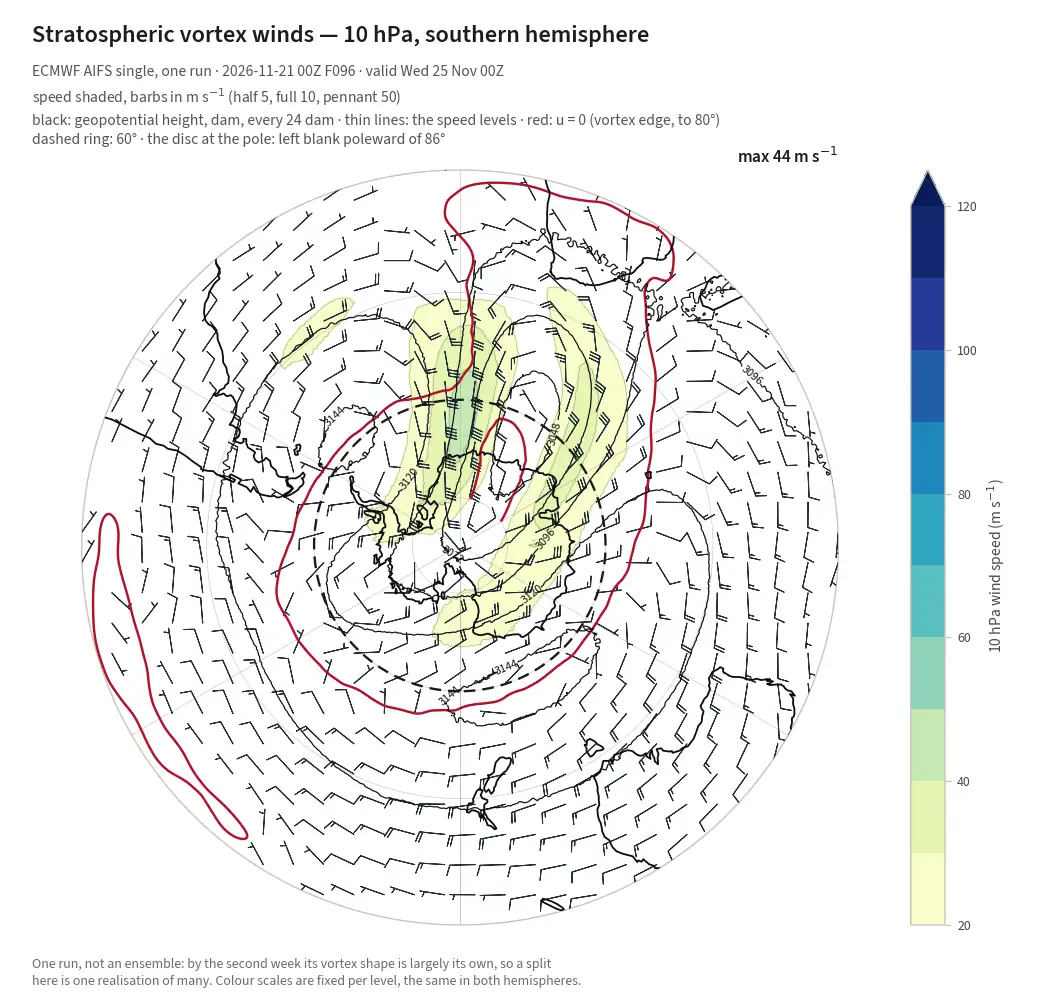 Stratospheric vortex winds — 10 hPa, southern hemisphere
ECMWF AIFS single, one run · 2026-11-21 00Z F096 · valid Wed 25 Nov 00Z
speed shaded, barbs in m s⁻¹ (half 5, full 10, pennant 50)
black: geopotential height, dam, every 24 dam · thin lines: the speed levels · red: u = 0 (vortex edge, to 80°)
dashed ring: 60° · the disc at the pole: left blank poleward of 86°
max 44 m s⁻¹
120
100
80
60
40
20
10 hPa wind speed (m s⁻¹)
3096
3144
3048
3120
3096
3120
3144
3144
One run, not an ensemble: by the second week its vortex shape is largely its own, so a split
here is one realisation of many. Colour scales are fixed per level, the same in both hemispheres.